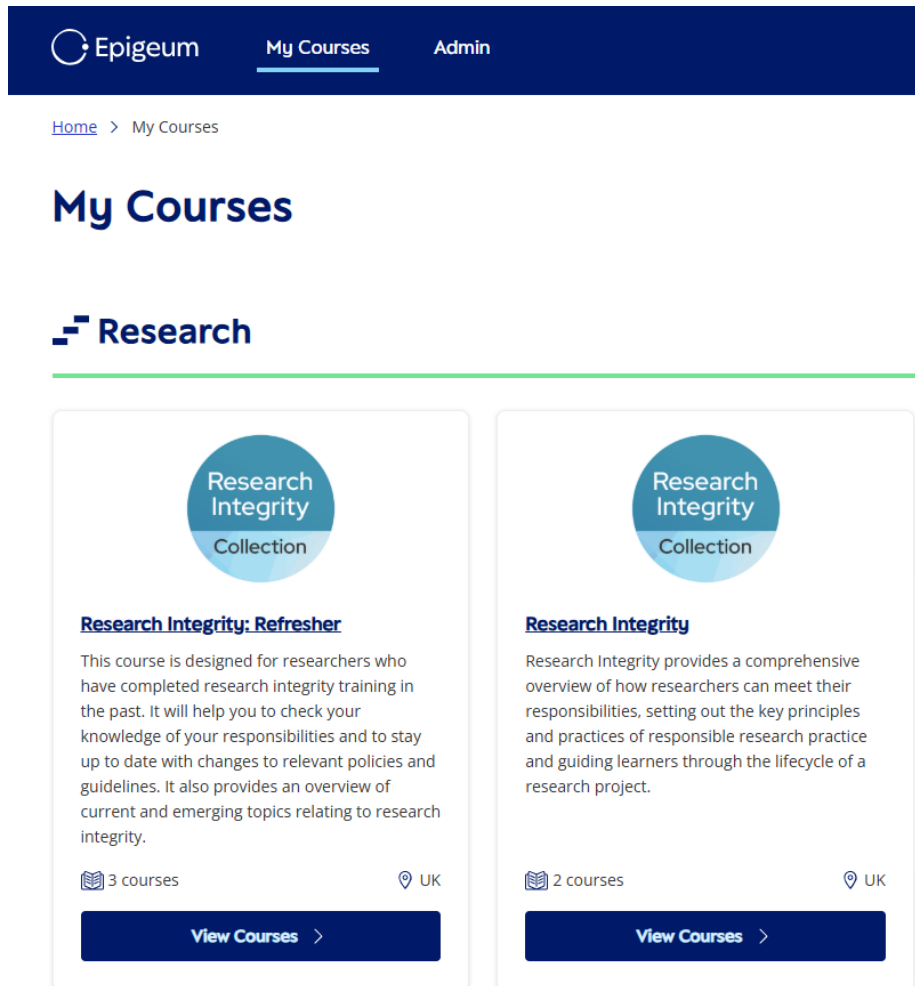 Epigeum My Courses Admin
Home > My Courses
My Courses
Research
Research
Integrity
Collection
Research Integrity: Refresher
This course is designed for researchers who
have completed research integrity training in
the past. It will help you to check your
knowledge of your responsibilities and to stay
up to date with changes to relevant policies and
guidelines. It also provides an overview of
current and emerging topics relating to research
integrity.
3 courses UK
View Courses >
Research
Integrity
Collection
Research Integrity
Research Integrity provides a comprehensive
overview of how researchers can meet their
responsibilities, setting out the key principles
and practices of responsible research practice
and guiding learners through the lifecycle of a
research project.
2 courses UK
View Courses >